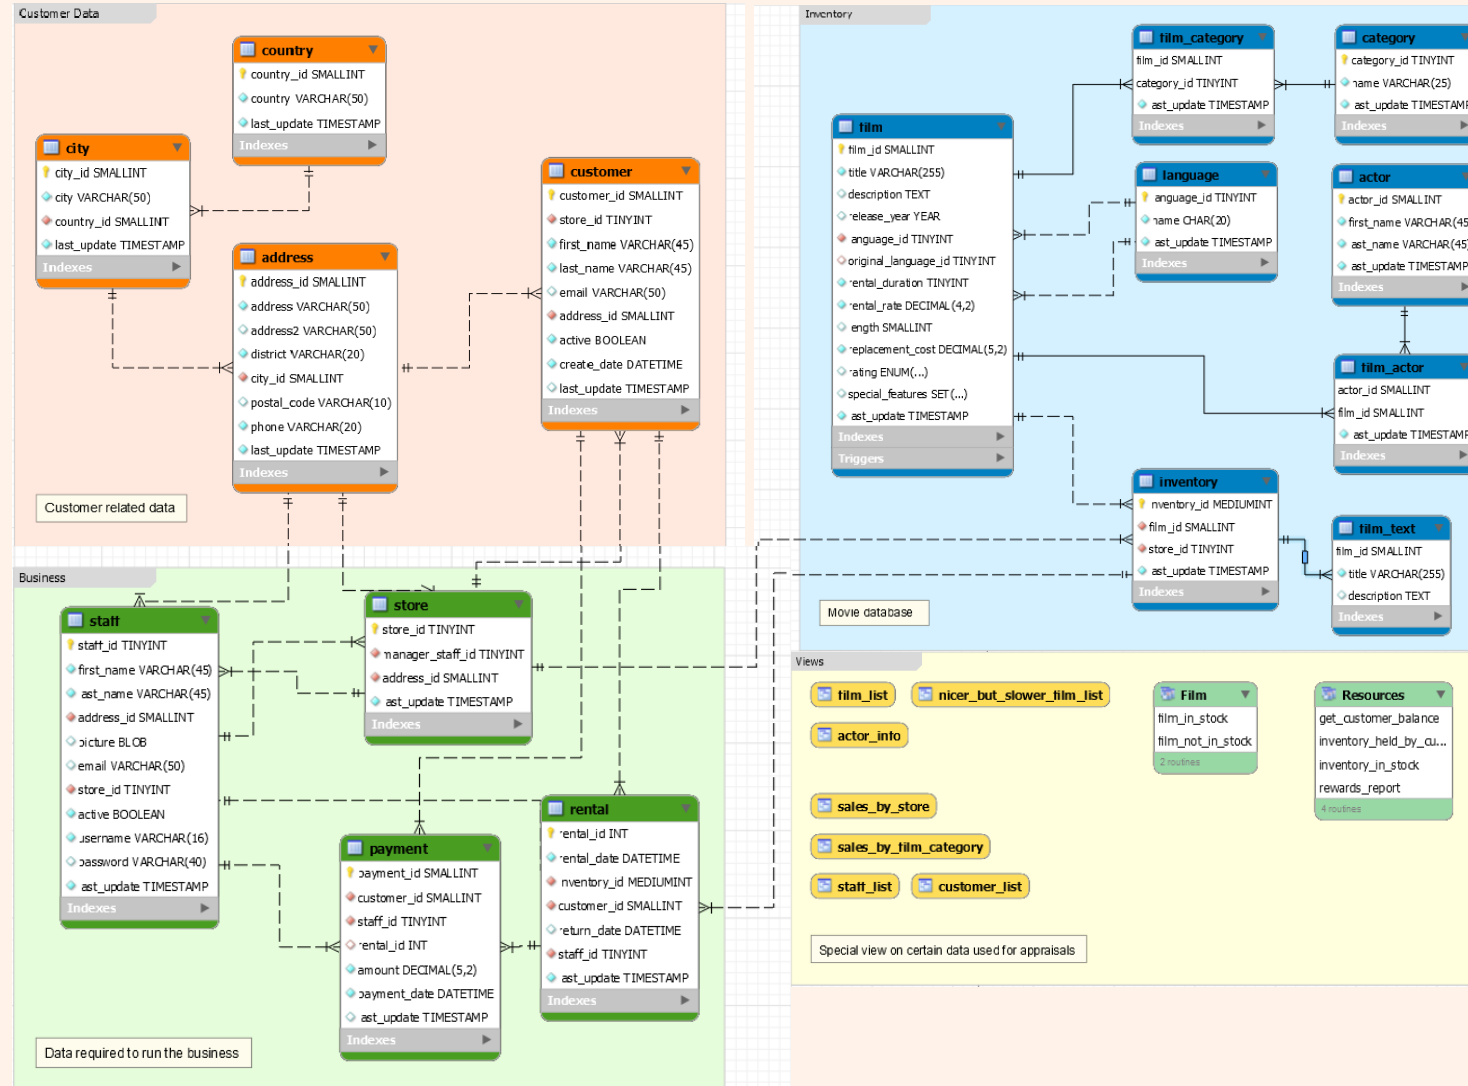 Customer Data
country
country_id SMALLINT
country VARCHAR(50)
last_update TIMESTAMP
Indexes
city
city_id SMALLINT
city VARCHAR(50)
country_id SMALLINT
last_update TIMESTAMP
Indexes
address
address_id SMALLINT
address VARCHAR(50)
address2 VARCHAR(50)
district VARCHAR(20)
city_id SMALLINT
postal_code VARCHAR(10)
phone VARCHAR(20)
last_update TIMESTAMP
Indexes
customer
customer_id SMALLINT
store_id TINYINT
first_name VARCHAR(45)
last_name VARCHAR(45)
email VARCHAR(50)
address_id SMALLINT
active BOOLEAN
create_date DATETIME
last_update TIMESTAMP
Indexes
Customer related data
Business
staff
staff_id TINYINT
first_name VARCHAR(45)
last_name VARCHAR(45)
address_id SMALLINT
picture BLOB
email VARCHAR(50)
store_id TINYINT
active BOOLEAN
username VARCHAR(16)
password VARCHAR(40)
last_update TIMESTAMP
Indexes
store
store_id TINYINT
manager_staff_id TINYINT
address_id SMALLINT
last_update TIMESTAMP
Indexes
payment
payment_id SMALLINT
customer_id SMALLINT
staff_id TINYINT
rental_id INT
amount DECIMAL(5,2)
payment_date DATETIME
last_update TIMESTAMP
Indexes
rental
rental_id INT
rental_date DATETIME
inventory_id MEDIUMINT
customer_id SMALLINT
return_date DATETIME
staff_id TINYINT
last_update TIMESTAMP
Indexes
Data required to run the business
Inventory
film
film_id SMALLINT
title VARCHAR(255)
description TEXT
release_year YEAR
language_id TINYINT
original_language_id TINYINT
rental_duration TINYINT
rental_rate DECIMAL(4,2)
length SMALLINT
replacement_cost DECIMAL(5,2)
rating ENUM(...)
special_features SET(...)
last_update TIMESTAMP
Indexes
Triggers
film_category
film_id SMALLINT
category_id TINYINT
last_update TIMESTAMP
Indexes
category
category_id TINYINT
name VARCHAR(25)
last_update TIMESTAMP
Indexes
language
language_id TINYINT
name CHAR(20)
last_update TIMESTAMP
Indexes
actor
actor_id SMALLINT
first_name VARCHAR(45
last_name VARCHAR(45
last_update TIMESTAMP
Indexes
film_actor
actor_id SMALLINT
film_id SMALLINT
last_update TIMESTAMP
Indexes
inventory
inventory_id MEDIUMINT
film_id SMALLINT
store_id TINYINT
last_update TIMESTAMP
Indexes
film_text
film_id SMALLINT
title VARCHAR(255)
description TEXT
Indexes
Movie database
Views
film_list
nicer_but_slower_film_list
actor_info
sales_by_store
sales_by_film_category
staff_list
customer_list
Film
film_in_stock
film_not_in_stock
2 routines
Resources
get_customer_balance
inventory_held_by_cu...
inventory_in_stock
rewards_report
4 routines
Special view on certain data used for appraisals